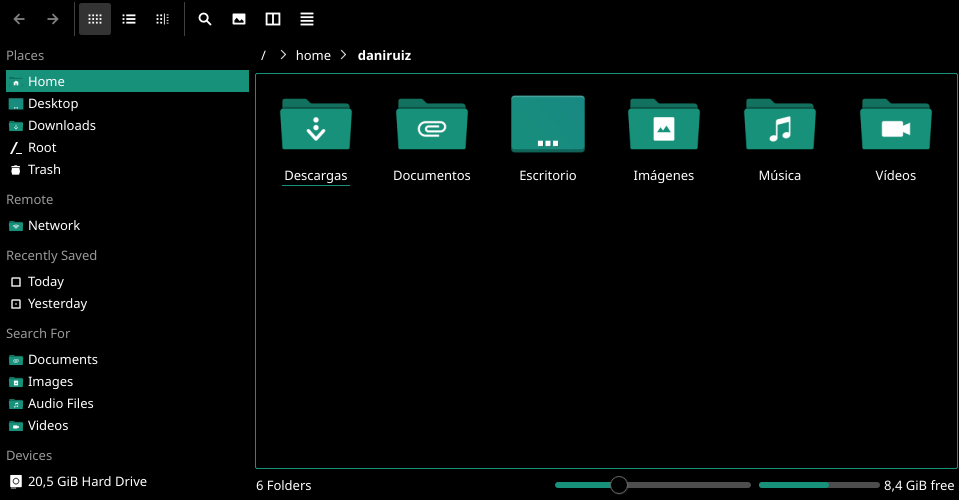 / > home > daniruiz
Places
Home
Desktop
Downloads
Root
Trash
Remote
Network
Recently Saved
Today
Yesterday
Search For
Documents
Images
Audio Files
Videos
Devices
20,5 GiB Hard Drive
Descargas
Documentos
Escritorio
Imágenes
Música
Vídeos
6 Folders
8,4 GiB free